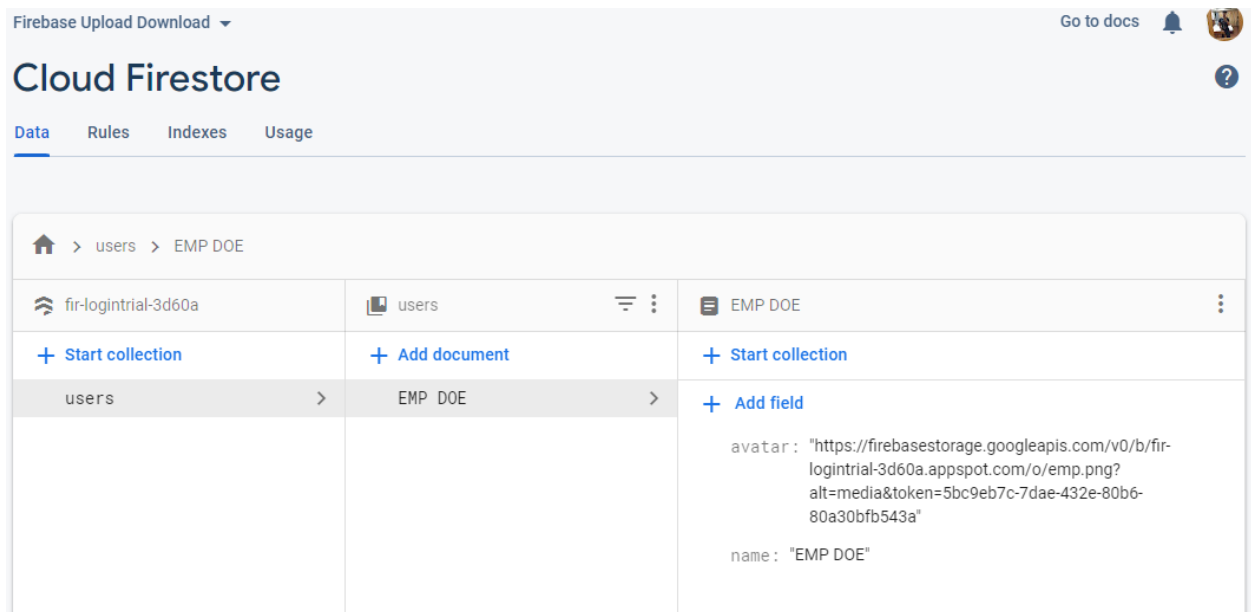 Firebase Upload Download
Go to docs
Cloud Firestore
Data Rules Indexes Usage
users > EMP DOE
fir-logintrial-3d60a
users
EMP DOE
+ Start collection
+ Add document
+ Start collection
users
EMP DOE
+ Add field
avatar: "https://firebasestorage.googleapis.com/v0/b/fir-
logintrial-3d60a.appspot.com/o/emp.png?
alt=media&token=5bc9eb7c-7dae-432e-80b6-
80a30bfb543a"
name: "EMP DOE"